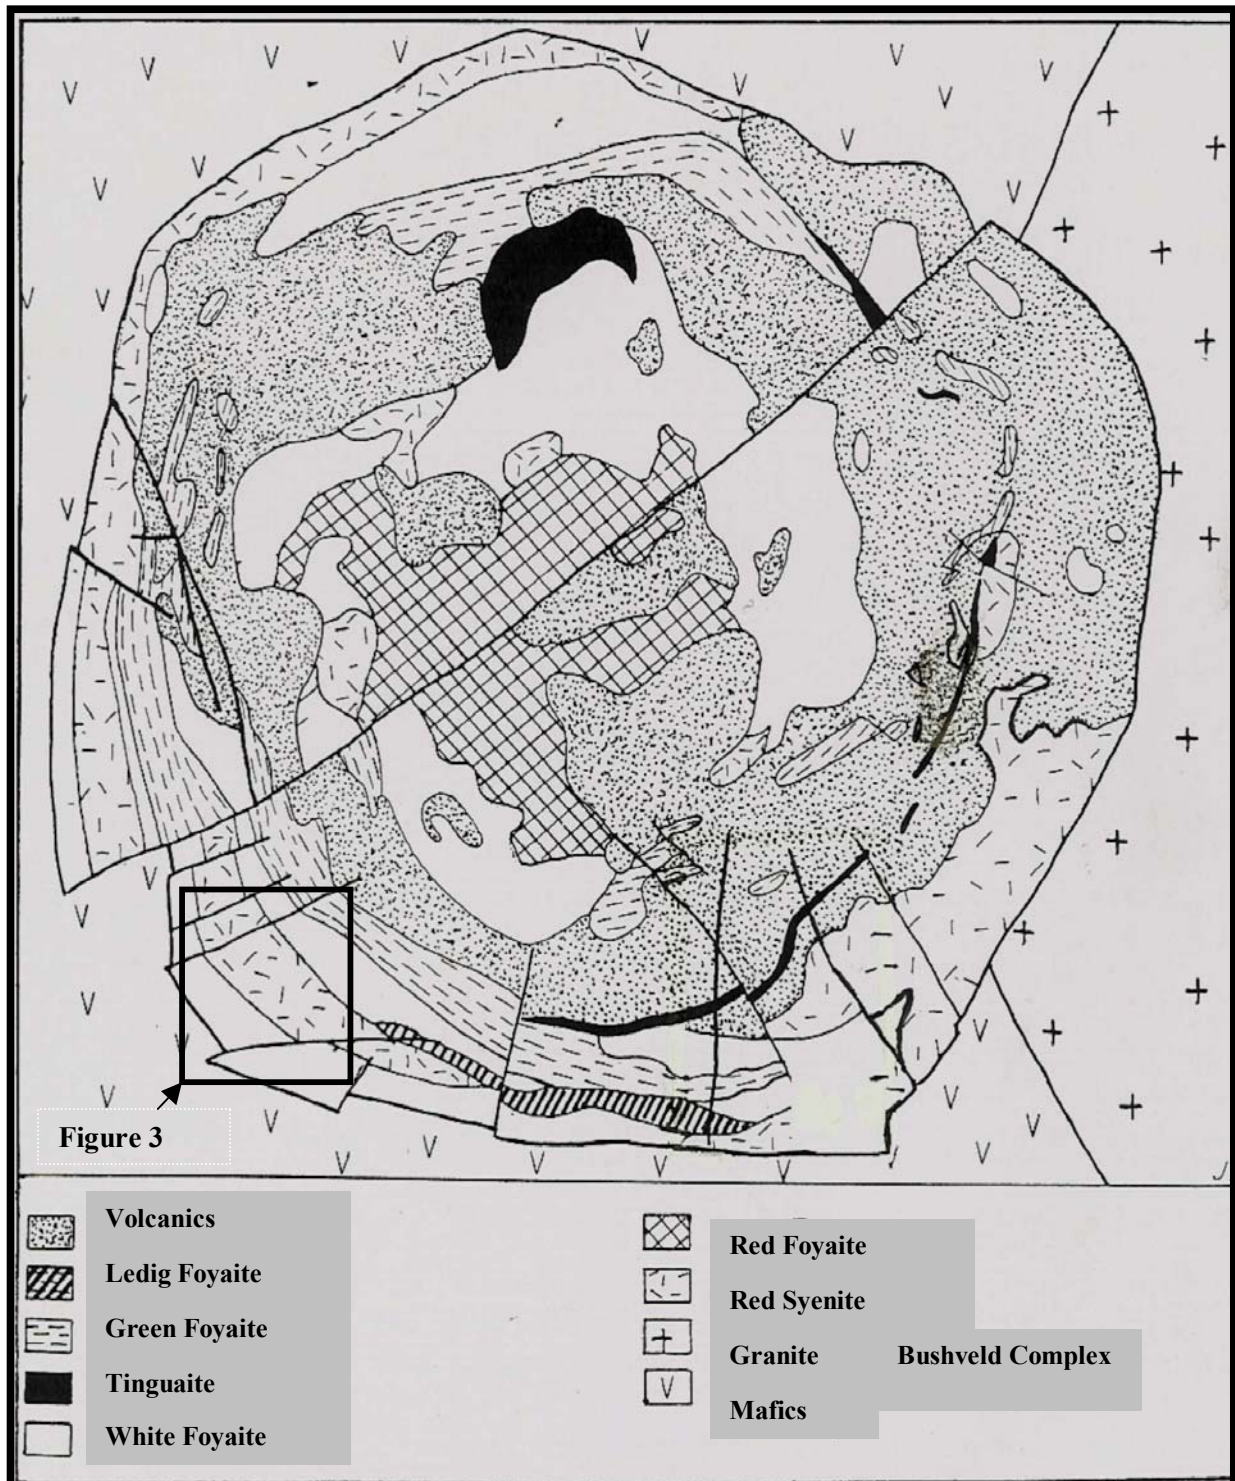 Figure 3
Volcanics
Ledig Foyaite
Green Foyaite
Tinguaite
White Foyaite
Red Foyaite
Red Syenite
Granite Bushveld Complex
Mafics